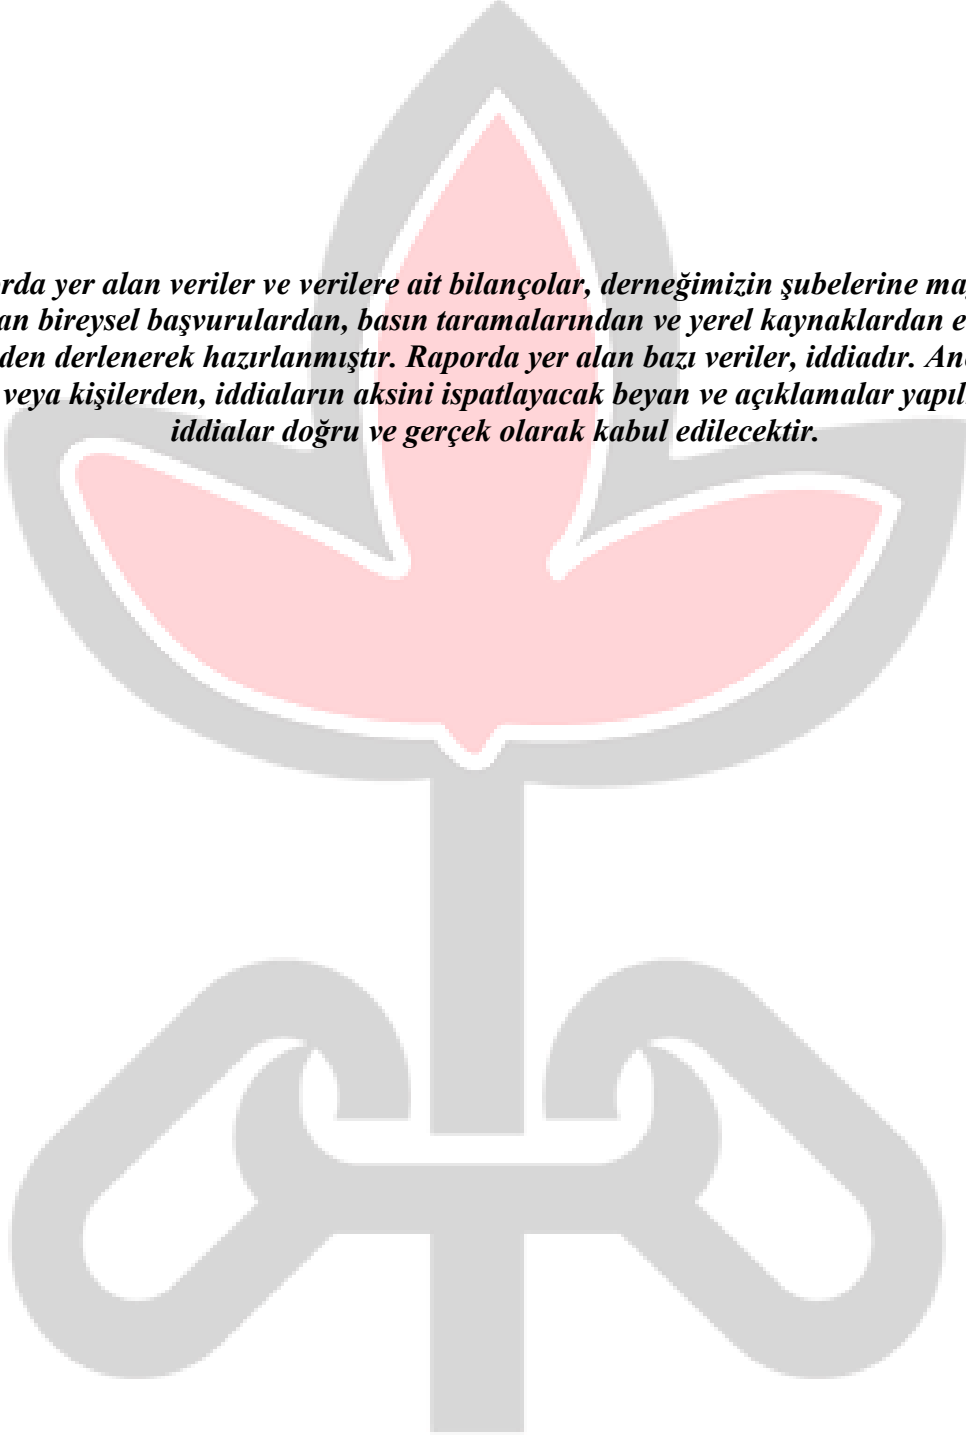 rda yer alan veriler ve verilere ait bilançolar, derneğimizin şubelerine ma
an bireysel başvurulardan, basın taramalarından ve yerel kaynaklardan e
den derlenerek hazırlanmıştır. Raporda yer alan bazı veriler, iddiadır. An
veya kişilerden, iddiaların aksini ispatlayacak beyan ve açıklamalar yapıl
iddialar doğru ve gerçek olarak kabul edilecektir.